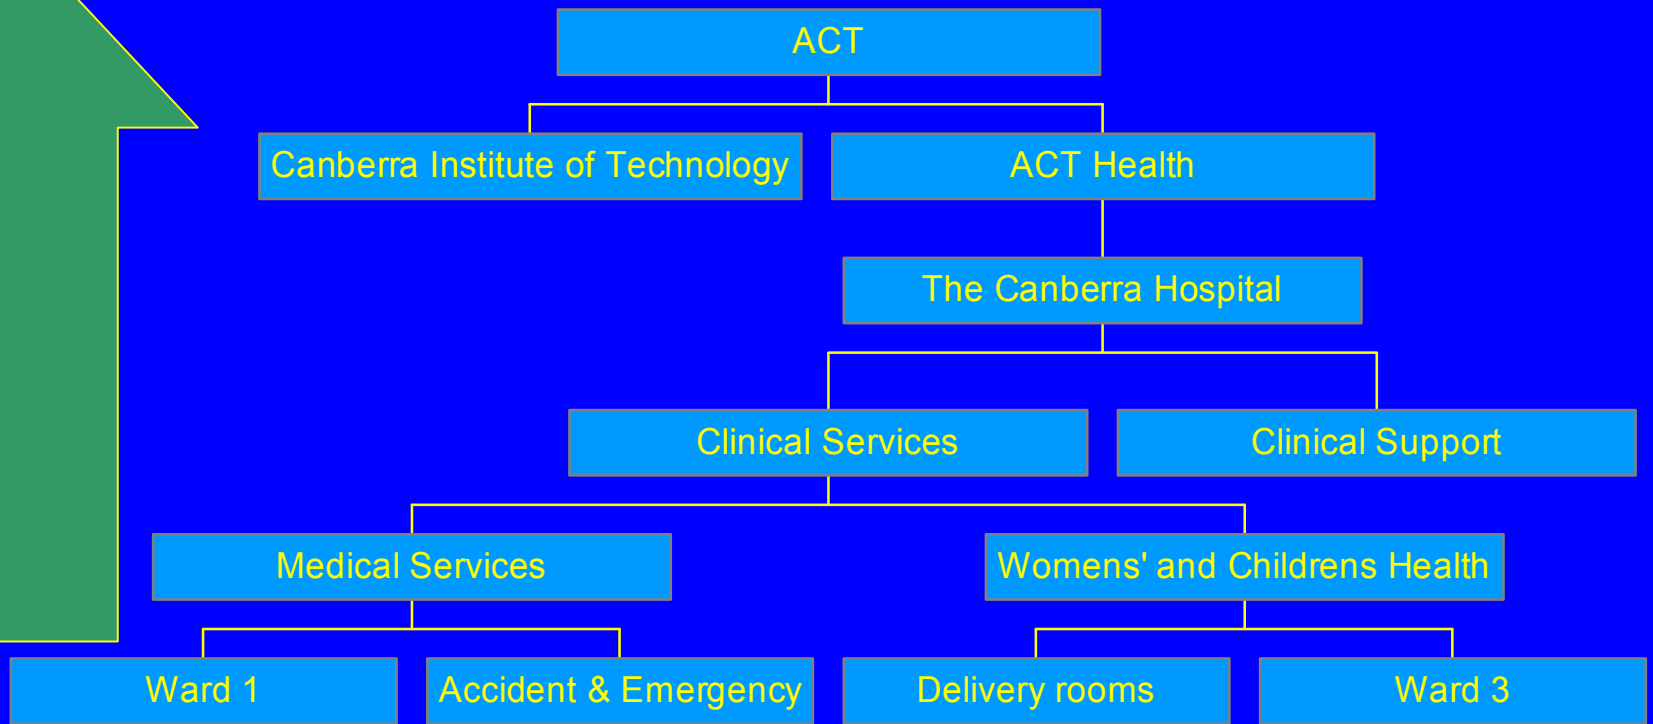 ACT
Canberra Institute of Technology
ACT Health
The Canberra Hospital
Clinical Services
Clinical Support
Medical Services
Womens' and Childrens Health
Ward 1
Accident & Emergency
Delivery rooms
Ward 3